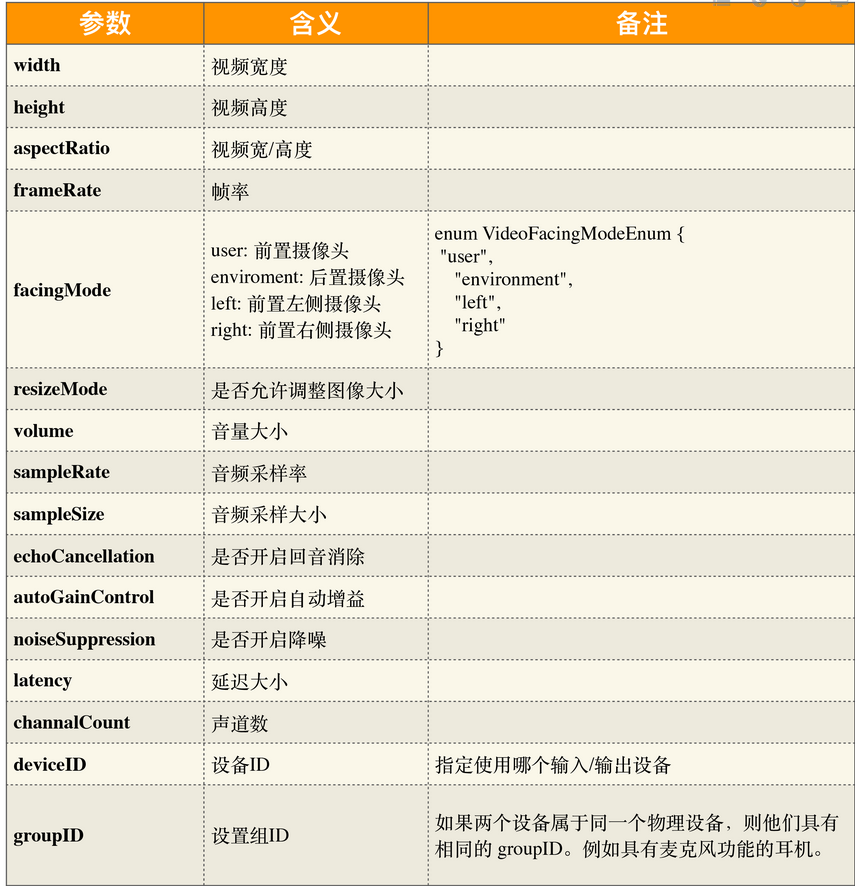 参数 含义 备注
width 视频宽度
height 视频高度
aspectRatio 视频宽/高度
frameRate 帧率
facingMode
user: 前置摄像头
enviroment: 后置摄像头
left: 前置左侧摄像头
right: 前置右侧摄像头
enum VideoFacingModeEnum {
"user",
"environment",
"left",
"right"
}
resizeMode 是否允许调整图像大小
volume 音量大小
sampleRate 音频采样率
sampleSize 音频采样大小
echoCancellation 是否开启回音消除
autoGainControl 是否开启自动增益
noiseSuppression 是否开启降噪
latency 延迟大小
channalCount 声道数
deviceID 设备ID 指定使用哪个输入/输出设备
groupID 设置组ID
如果两个设备属于同一个物理设备，则他们具有
相同的 groupID。例如具有麦克风功能的耳机。